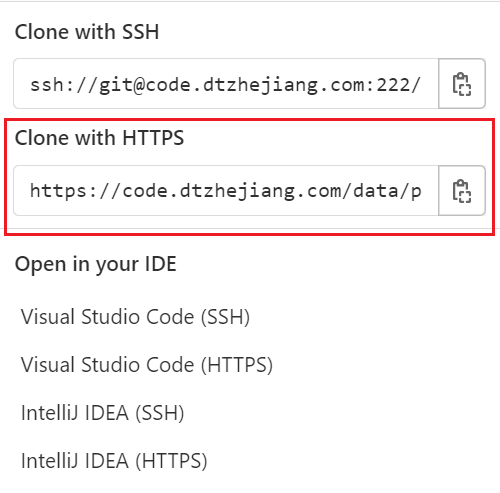 Clone with SSH
ssh://git@code.dtzhejiang.com:222/
Clone with HTTPS
https://code.dtzhejiang.com/data/p
Open in your IDE
Visual Studio Code (SSH)
Visual Studio Code (HTTPS)
IntelliJ IDEA (SSH)
IntelliJ IDEA (HTTPS)